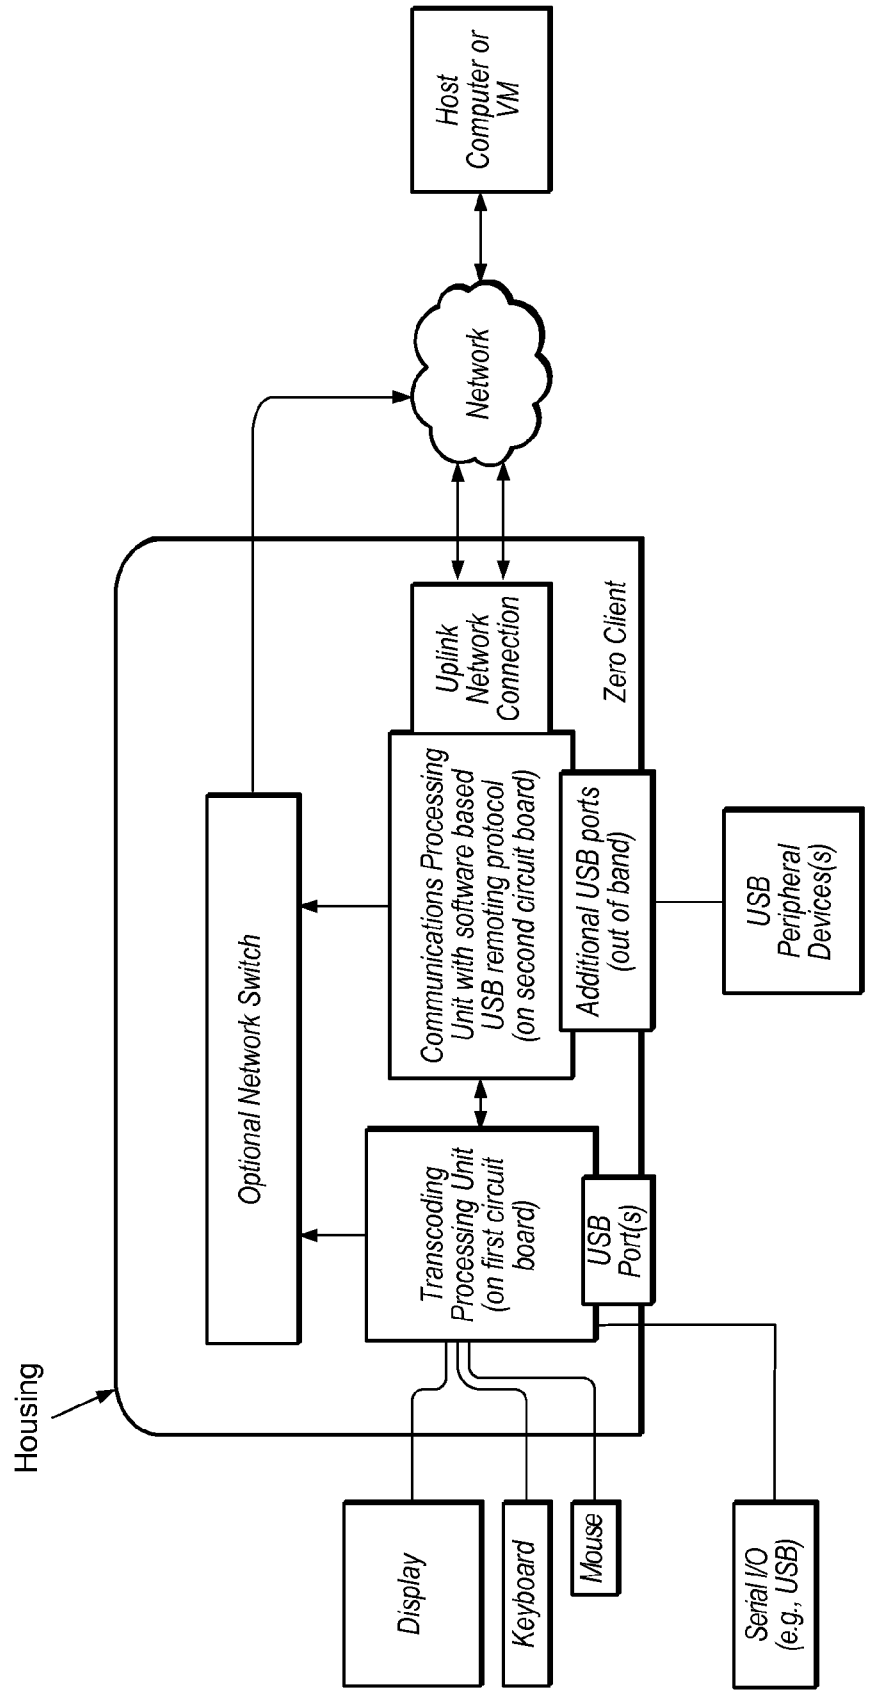 Housing
Optional Network Switch
Display
Keyboard
Mouse
Serial I/O
(e.g., USB)
Transcoding
Processing Unit
(on first circuit
board)
USB
Port(s)
Communications Processing
Unit with software based
USB remoting protocol
(on second circuit board)
Additional USB ports
(out of band)
USB
Peripheral
Devices(s)
Uplink
Network
Connection
Zero Client
Network
Host
Computer or
VM